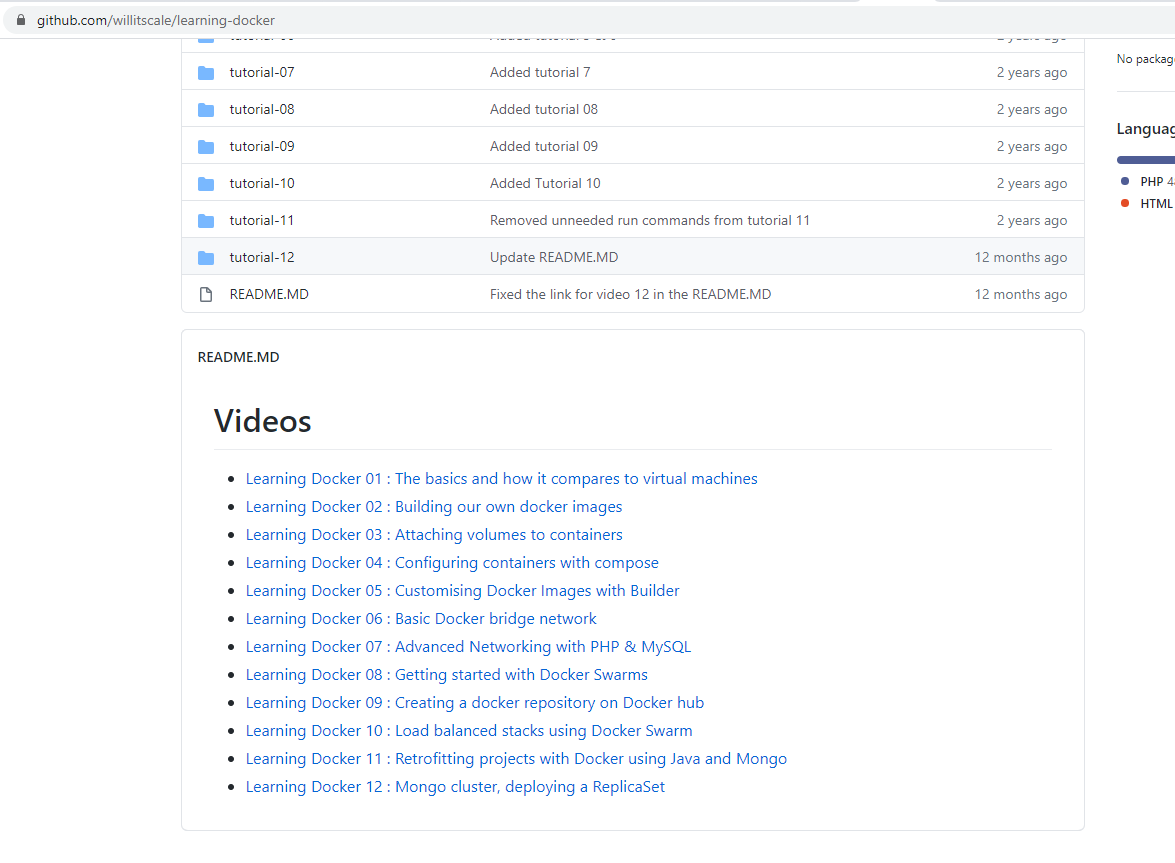 github.com/willitscale/learning-docker
No packag
tutorial-07 Added tutorial 7 2 years ago
tutorial-08 Added tutorial 08 2 years ago
Languag
tutorial-09 Added tutorial 09 2 years ago
tutorial-10 Added Tutorial 10 2 years ago
PHP 4
tutorial-11 Removed unneeded run commands from tutorial 11 2 years ago
HTML
tutorial-12 Update README.MD 12 months ago
README.MD Fixed the link for video 12 in the README.MD 12 months ago
README.MD
Videos
Learning Docker 01 : The basics and how it compares to virtual machines
Learning Docker 02 : Building our own docker images
Learning Docker 03 : Attaching volumes to containers
Learning Docker 04 : Configuring containers with compose
Learning Docker 05 : Customising Docker Images with Builder
Learning Docker 06 : Basic Docker bridge network
Learning Docker 07 : Advanced Networking with PHP & MySQL
Learning Docker 08 : Getting started with Docker Swarms
Learning Docker 09 : Creating a docker repository on Docker hub
Learning Docker 10 : Load balanced stacks using Docker Swarm
Learning Docker 11 : Retrofitting projects with Docker using Java and Mongo
Learning Docker 12 : Mongo cluster, deploying a ReplicaSet